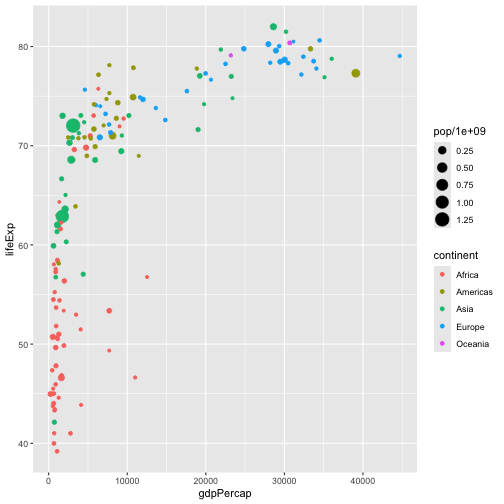 80
70
60
50
40
lifeExp
0
10000
20000
30000
40000
gdpPercap
pop/1e+09
0.25
0.50
0.75
1.00
1.25
continent
Africa
Americas
Asia
Europe
Oceania